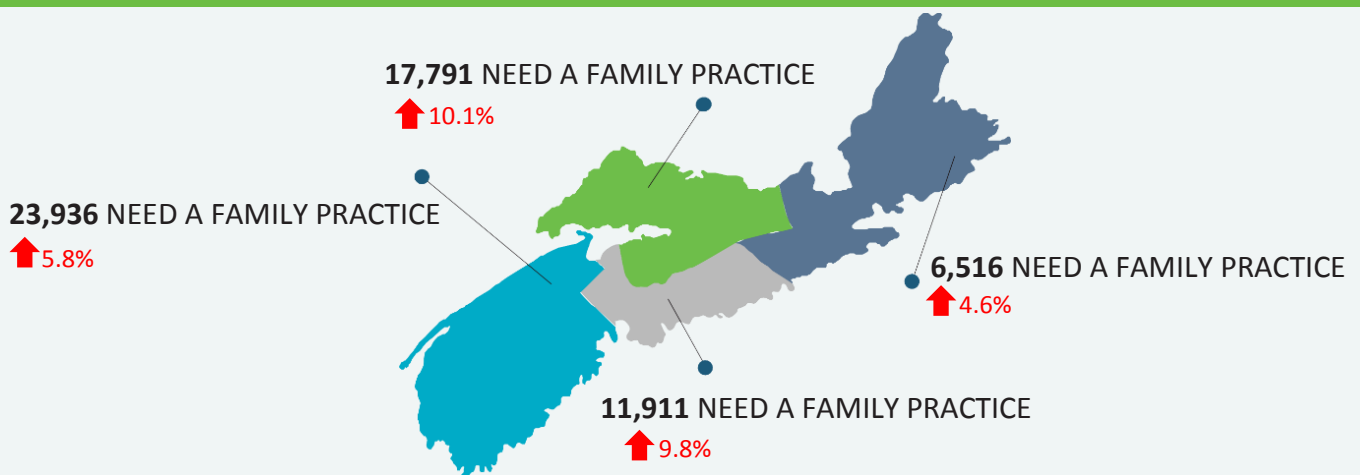 17,791 NEED A FAMILY PRACTICE
10.1%
23,936 NEED A FAMILY PRACTICE
5.8%
6,516 NEED A FAMILY PRACTICE
4.6%
11,911 NEED A FAMILY PRACTICE
9.8%